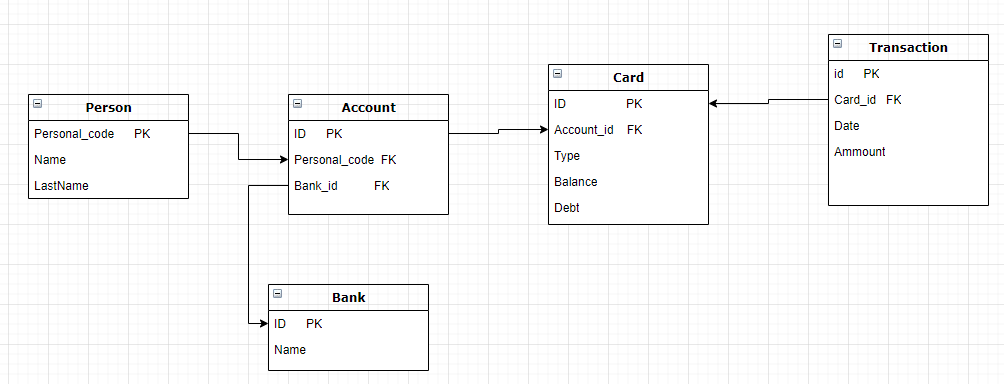 Person
Personal_code PK
Name
LastName
Account
ID PK
Personal_code FK
Bank_id FK
Bank
ID PK
Name
Card
ID PK
Account_id FK
Type
Balance
Debt
Transaction
id PK
Card_id FK
Date
Ammount